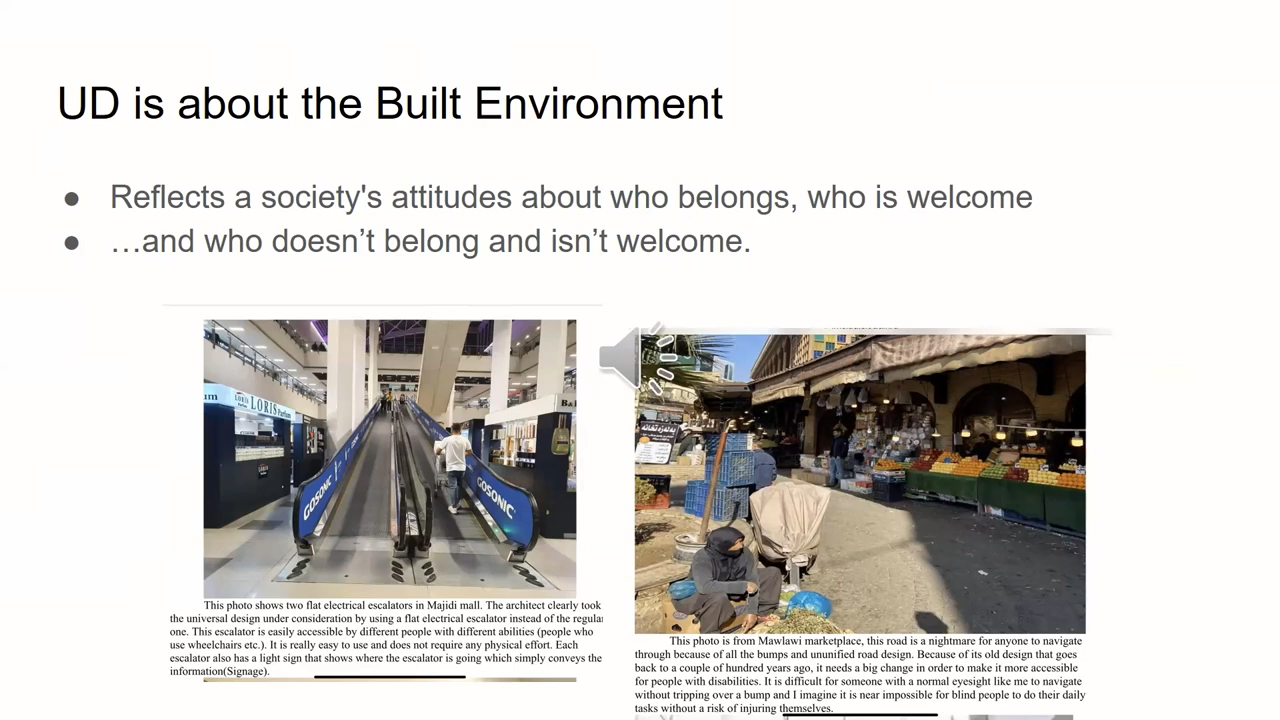 UD is about the Built Environment
● Reflects a society's attitudes about who belongs, who is welcome
● …and who doesn’t belong and isn’t welcome.
LORIS
LORIS Parfum
GOSONIC
GOSONIC
This photo shows two flat electrical escalators in Majidi mall. The architect clearly took
the universal design under consideration by using a flat electrical escalator instead of the regular
one. This escalator is easily accessible by different people with different abilities (people who
use wheelchairs etc.). It is really easy to use and does not require any physical effort. Each
escalator also has a light sign that shows where the escalator is going which simply conveys the
information(Signage).
This photo is from Mawlawi marketplace, this road is a nightmare for anyone to navigate
through because of all the bumps and ununified road design. Because of its old design that goes
back to a couple of hundred years ago, it needs a big change in order to make it more accessible
for people with disabilities. It is difficult for someone with a normal eyesight like me to navigate
without tripping over a bump and I imagine it is near impossible for blind people to do their daily
tasks without a risk of injuring themselves.